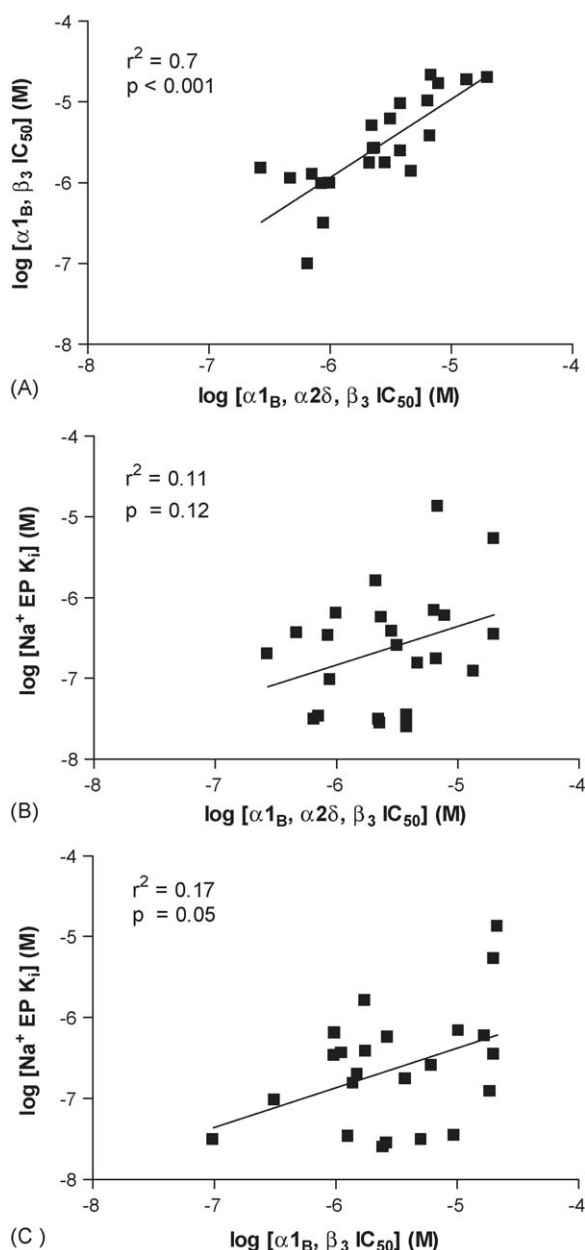 -4
r² = 0.7
p < 0.001
-5
-6
-7
-8
-8 -7 -6 -5 -4
log [α1B, β3 IC50] (M)
(A)
log [α1B, α2δ, β3 IC50] (M)
-4
r² = 0.11
p = 0.12
-5
-6
-7
-8
-8 -7 -6 -5 -4
log [Na⁺ EP Ki] (M)
(B)
log [α1B, α2δ, β3 IC50] (M)
-4
r² = 0.17
p = 0.05
-5
-6
-7
-8
-8 -7 -6 -5 -4
log [Na⁺ EP Ki] (M)
(C)
log [α1B, β3 IC50] (M)